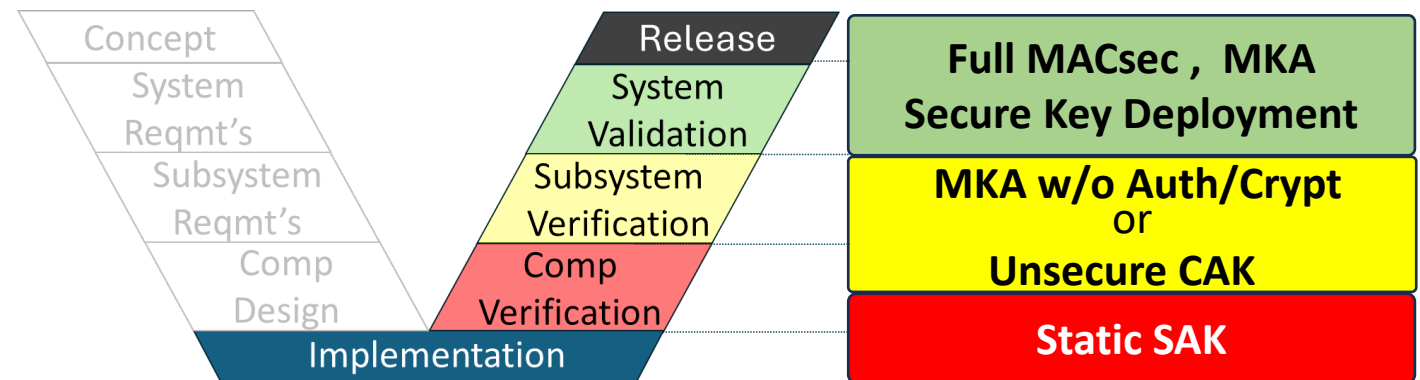 Concept
System
Reqmt's
Subsystem
Reqmt's
Comp
Design
Implementation
Release
System
Validation
Subsystem
Verification
Comp
Verification
Full MACsec , MKA
Secure Key Deployment
MKA w/o Auth/Crypt
or
Unsecure CAK
Static SAK